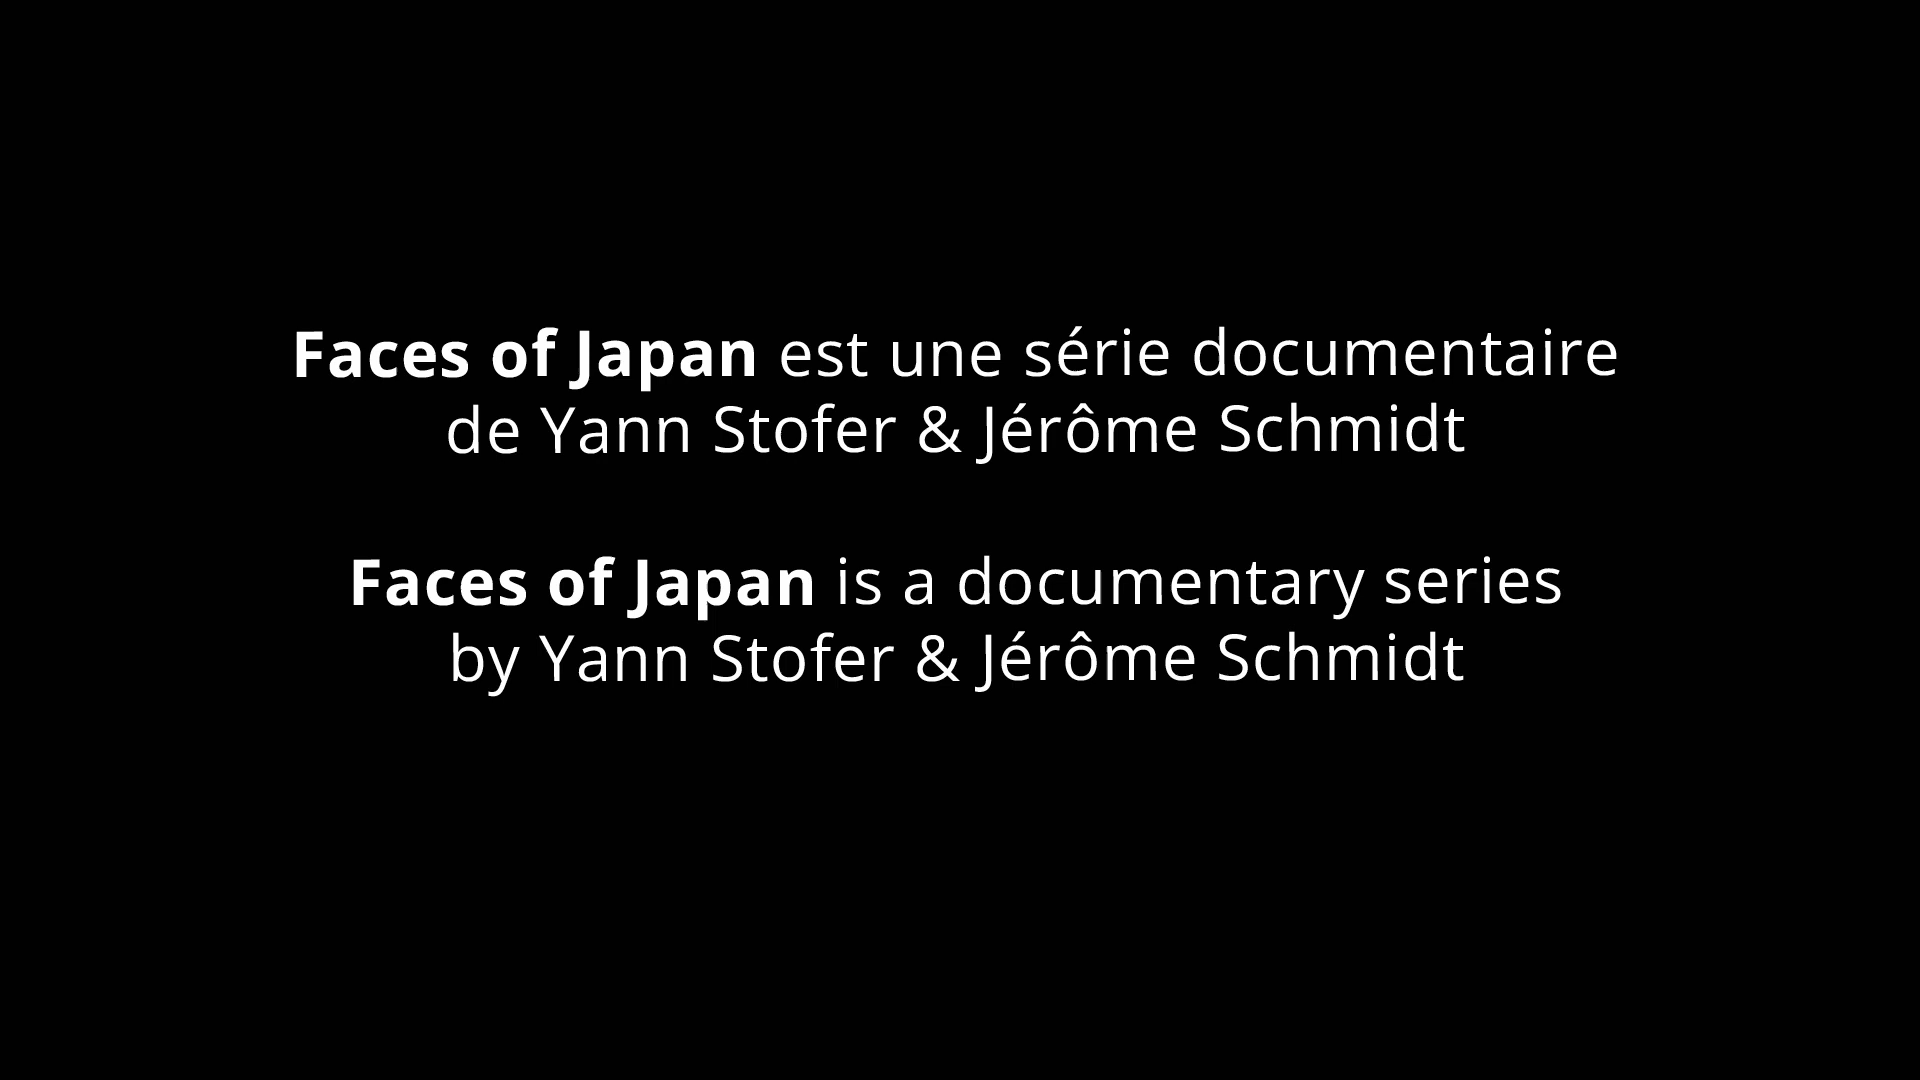 Faces of Japan est une série documentaire
de Yann Stofer & Jérôme Schmidt
Faces of Japan is a documentary series
by Yann Stofer & Jérôme Schmidt